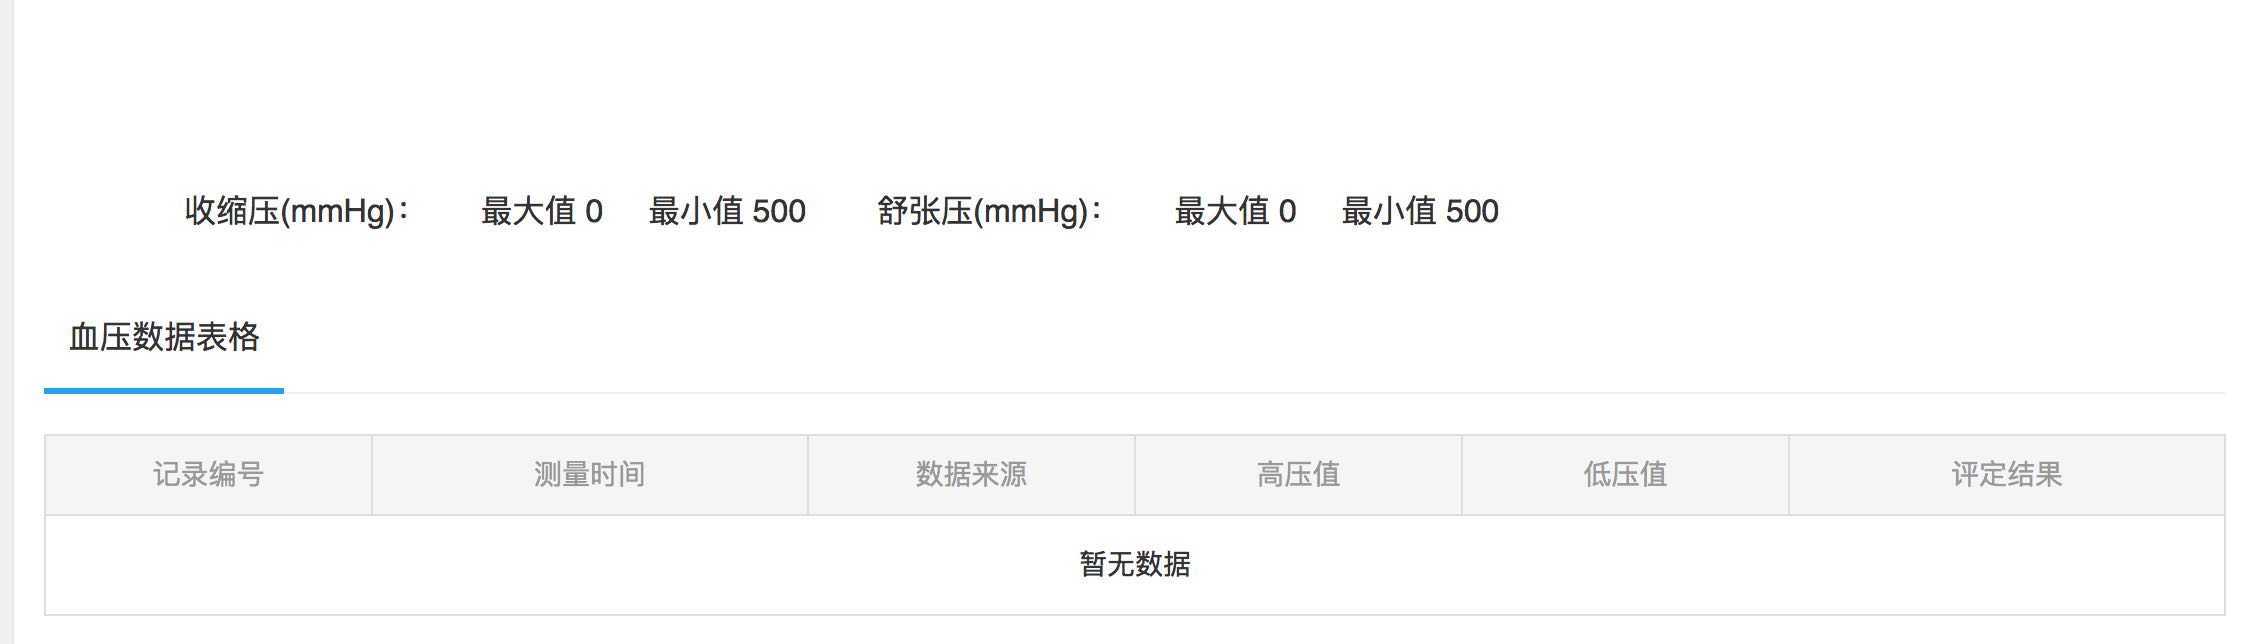 收缩压(mmHg)： 最大值 0 最小值 500 舒张压(mmHg)： 最大值 0 最小值 500
血压数据表格
记录编号 测量时间 数据来源 高压值 低压值 评定结果
暂无数据